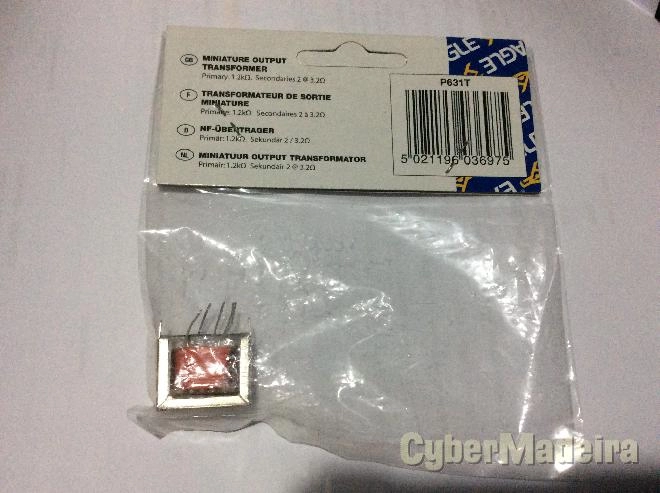 GB MINIATURE OUTPUT
TRANSFORMER
Primary: 1.2kΩ. Secondaries 2 @ 3.2Ω
F TRANSFORMATEUR DE SORTIE
MINIATURE
Primaire: 1.2kΩ. Secondaires 2 à 3.2Ω
D NF-ÜBERTRAGER
Primär: 1.2kΩ. Sekundär 2 / 3.2Ω
NL MINIATUUR OUTPUT TRANSFORMATOR
Primair: 1.2kΩ. Sekundair 2 @ 3.2Ω
P631T
5 021196 036975
AGLE
CyberMadeira